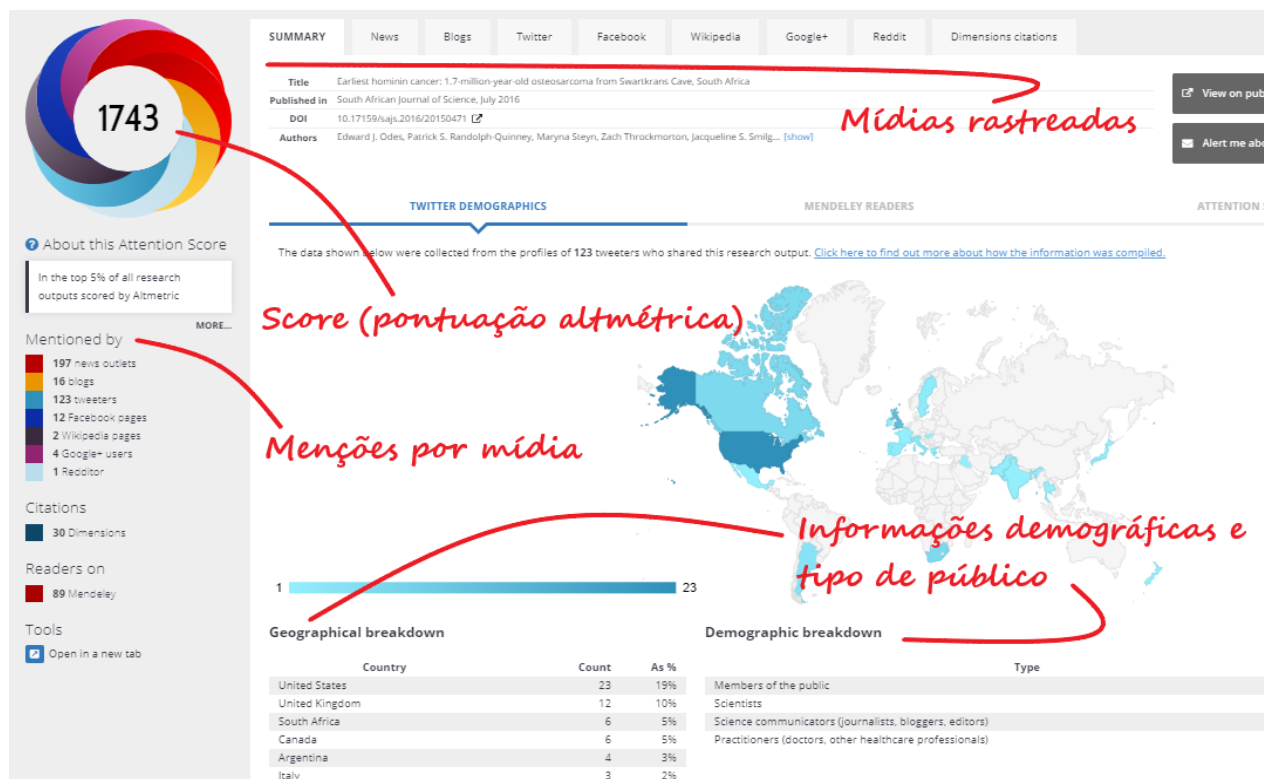 1743
About this Attention Score
In the top 5% of all research
outputs scored by Altmetric
MORE...
Mentioned by
197 news outlets
16 blogs
123 tweeters
12 Facebook pages
2 Wikipedia pages
4 Google+ users
1 Redditor
Citations
30 Dimensions
Readers on
89 Mendeley
Tools
Open in a new tab
SUMMARY News Blogs Twitter Facebook Wikipedia Google+ Reddit Dimensions citations
Title Earliest hominin cancer: 1.7-million-year-old osteosarcoma from Swartkrans Cave, South Africa
Published in South African Journal of Science, July 2016
DOI 10.17159/sajs.2016/20150471
Authors Edward J. Odes, Patrick S. Randolph-Quinney, Maryna Steyn, Zach Throckmorton, Jacqueline S. Smilg... [show]
View on pub
Alert me abo
Mídias rastreadas
TWITTER DEMOGRAPHICS MENDELEY READERS ATTENTION S
The data shown below were collected from the profiles of 123 tweeters who shared this research output. Click here to find out more about how the information was compiled.
Score (pontuação altmétrica)
Menções por mídia
Informações demográficas e
tipo de público
1 23
Geographical breakdown
Country Count As %
United States 23 19%
United Kingdom 12 10%
South Africa 6 5%
Canada 6 5%
Argentina 4 3%
Italy 3 2%
Demographic breakdown
Type
Members of the public
Scientists
Science communicators (journalists, bloggers, editors)
Practitioners (doctors, other healthcare professionals)